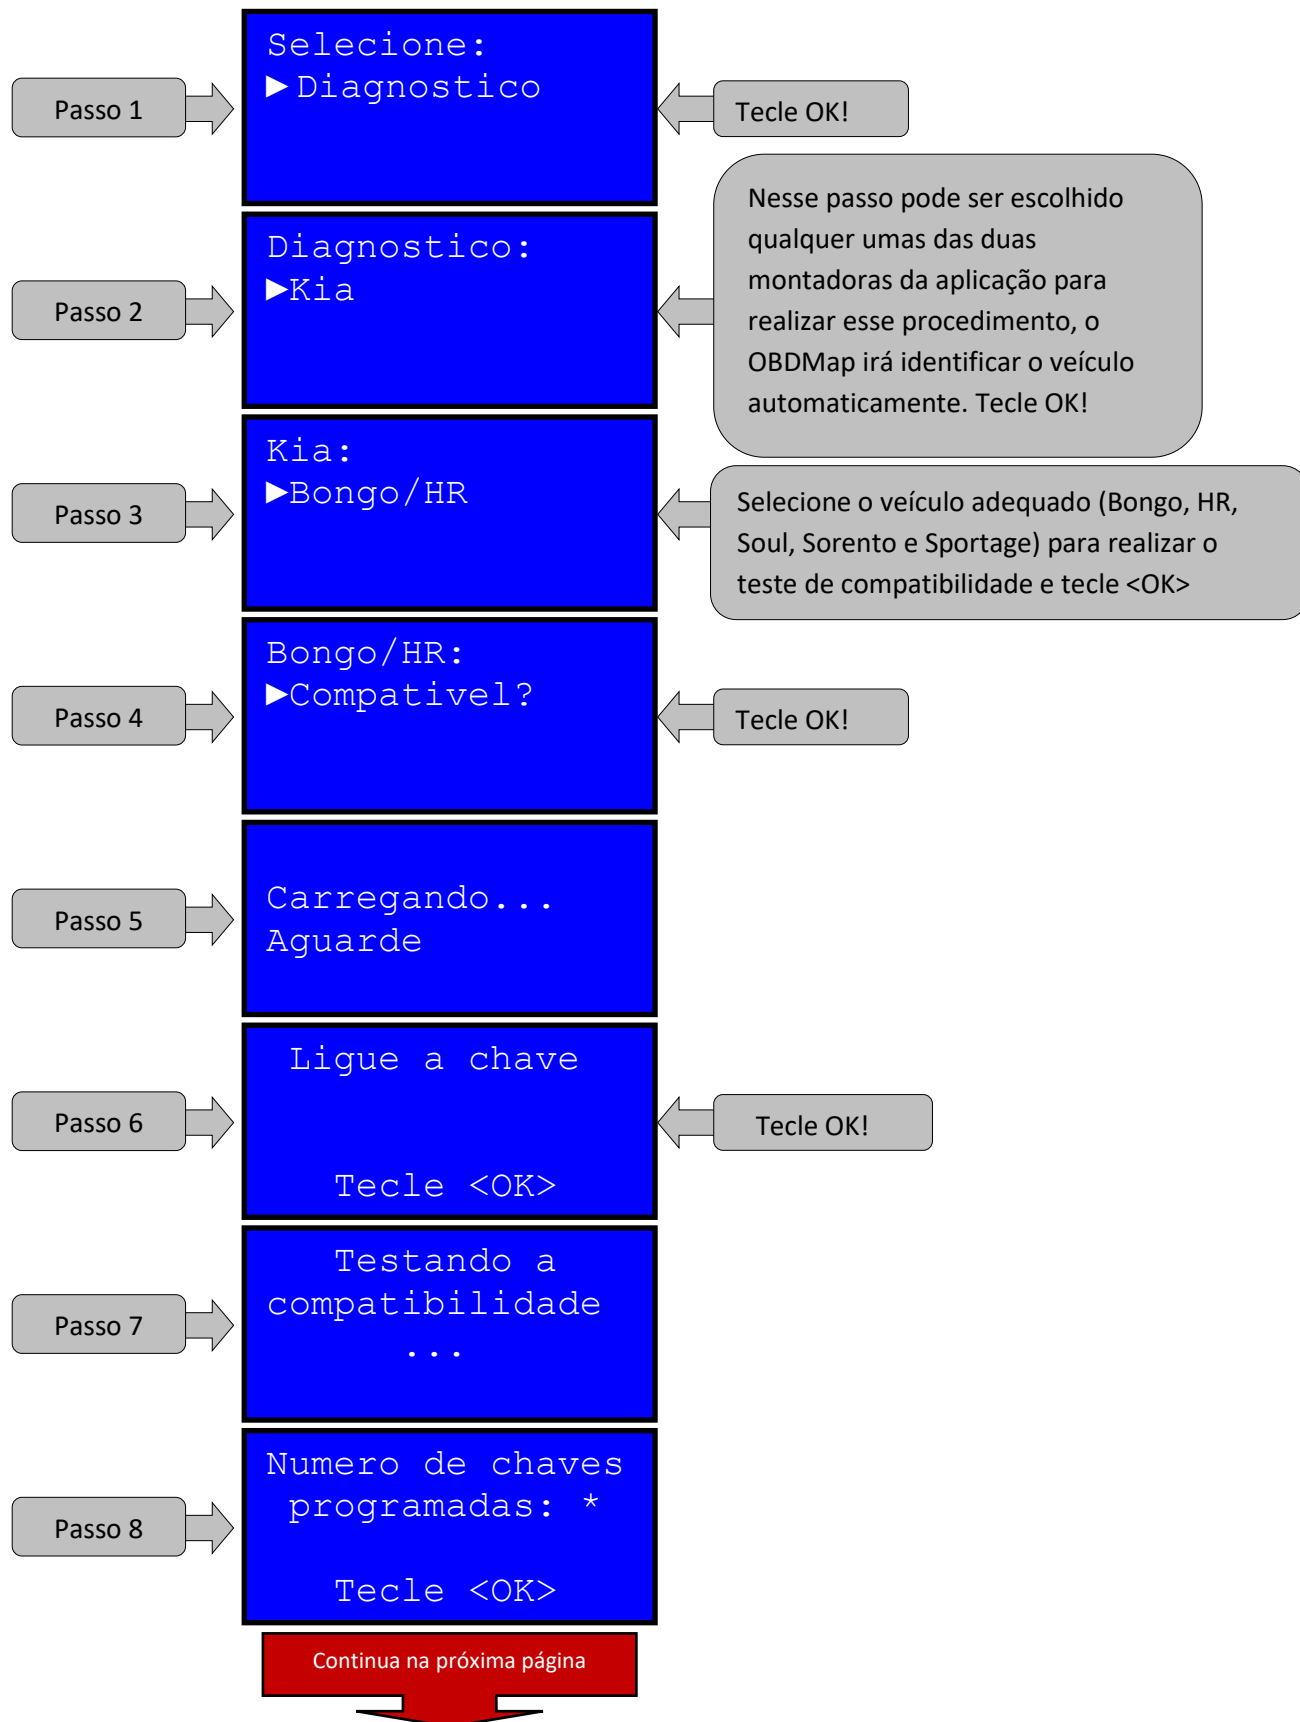 Passo 1
Selecione:
►Diagnostico
Tecle OK!
Passo 2
Diagnostico:
►Kia
Nesse passo pode ser escolhido
qualquer umas das duas
montadoras da aplicação para
realizar esse procedimento, o
OBDMap irá identificar o veículo
automaticamente. Tecle OK!
Passo 3
Kia:
►Bongo/HR
Selecione o veículo adequado (Bongo, HR,
Soul, Sorento e Sportage) para realizar o
teste de compatibilidade e tecle <OK>
Passo 4
Bongo/HR:
►Compativel?
Tecle OK!
Passo 5
Carregando...
Aguarde
Passo 6
Ligue a chave
Tecle <OK>
Tecle OK!
Passo 7
Testando a
compatibilidade
...
Passo 8
Numero de chaves
programadas: *
Tecle <OK>
Continua na próxima página